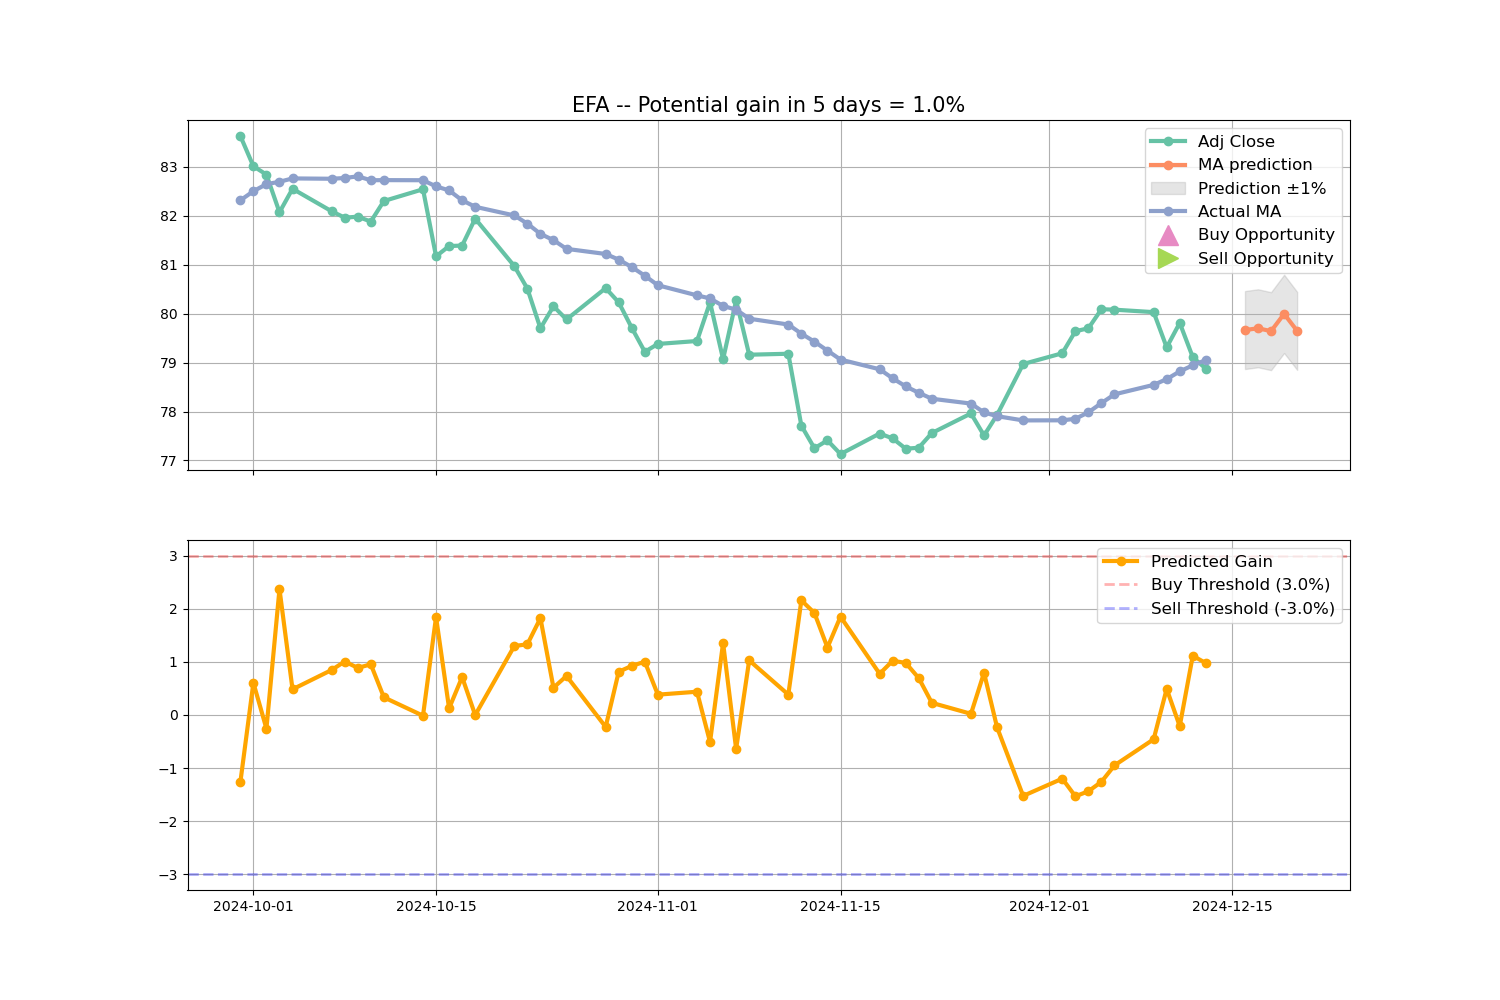 EFA -- Potential gain in 5 days = 1.0%
83
82
81
80
79
78
77
Adj Close
MA prediction
Prediction ±1%
Actual MA
Buy Opportunity
Sell Opportunity
3
2
1
0
−1
−2
−3
Predicted Gain
Buy Threshold (3.0%)
Sell Threshold (-3.0%)
2024-10-01 2024-10-15 2024-11-01 2024-11-15 2024-12-01 2024-12-15